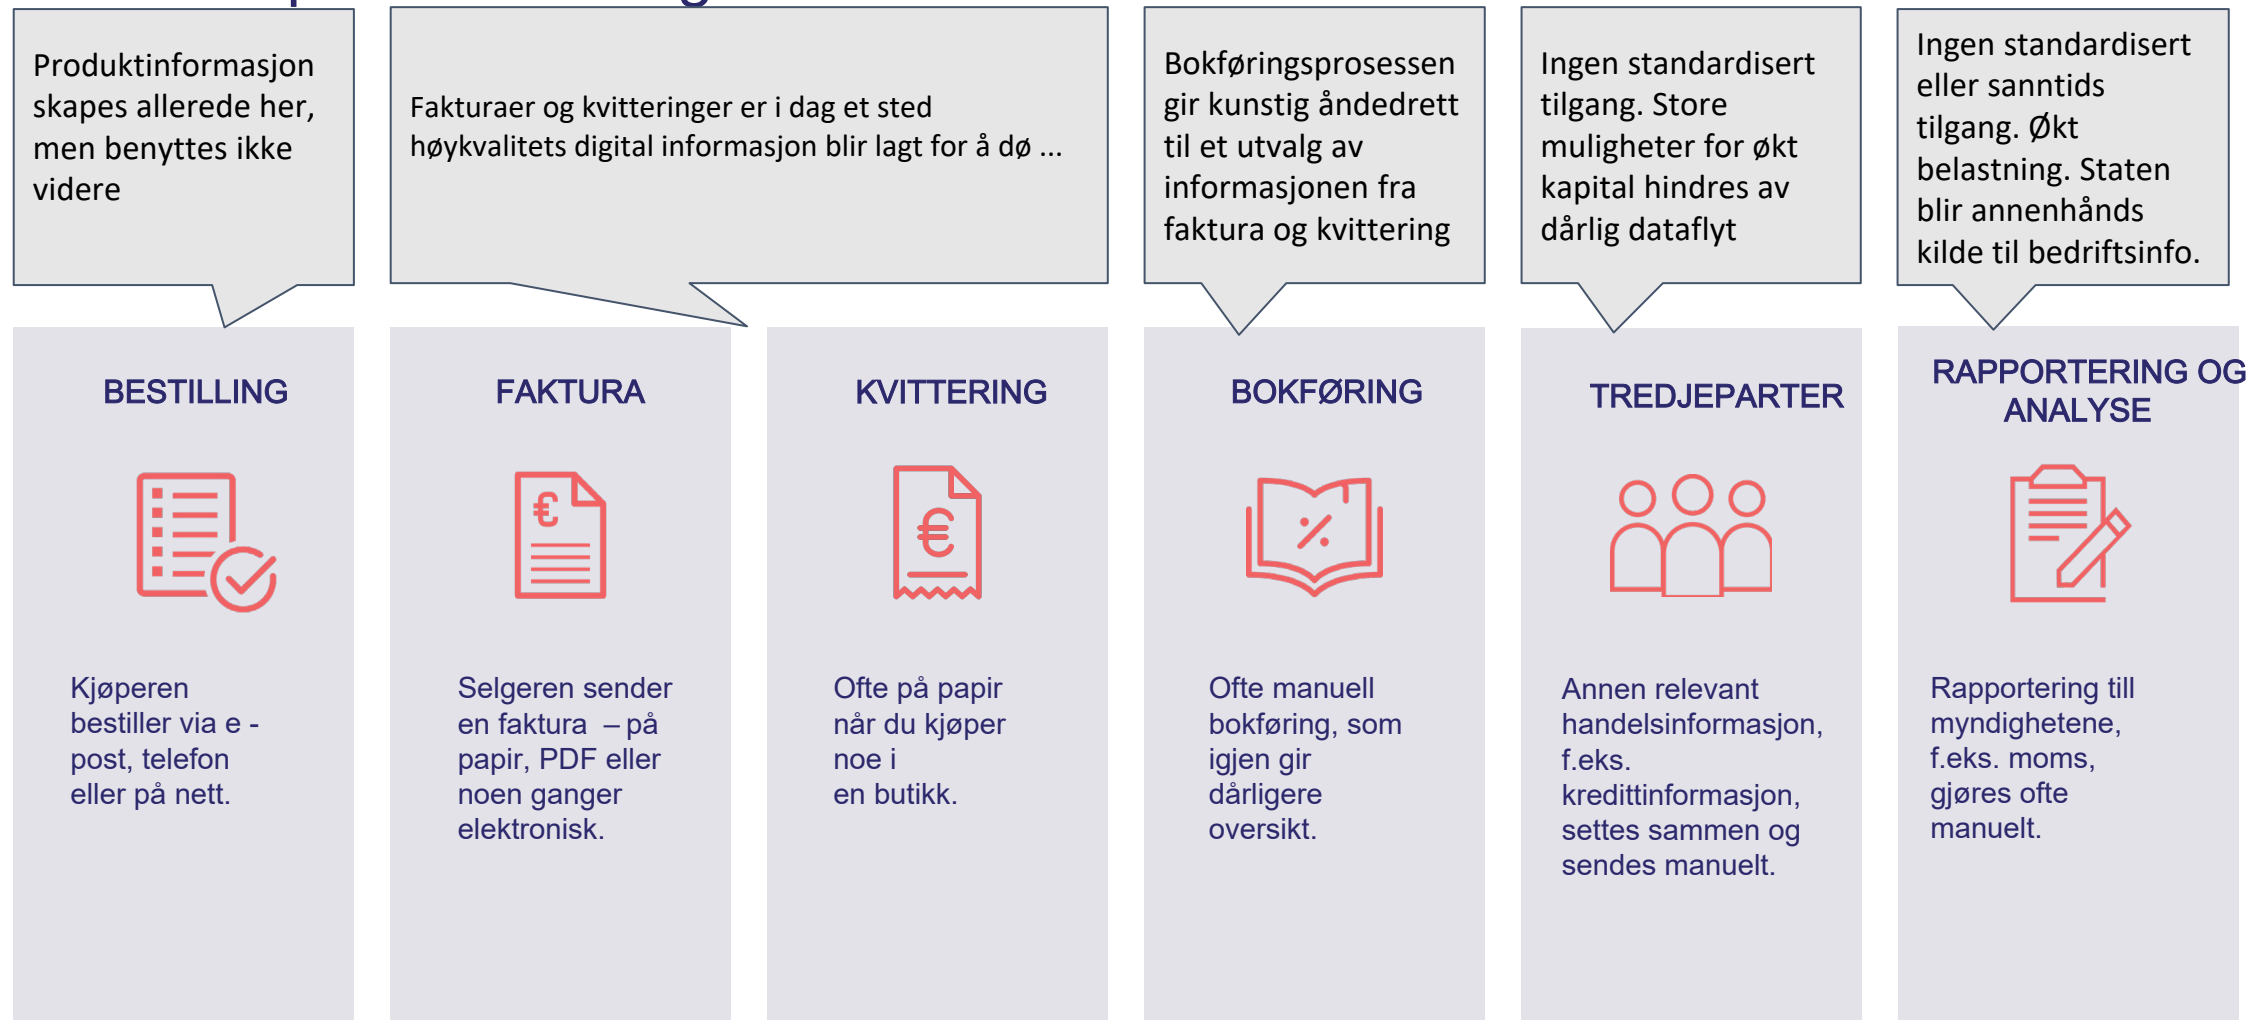 Produktinformasjon
skapes allerede her,
men benyttes ikke
videre
Fakturaer og kvitteringer er i dag et sted
høykvalitets digital informasjon blir lagt for å dø ...
Bokføringsprosessen
gir kunstig åndedrett
til et utvalg av
informasjonen fra
faktura og kvittering
Ingen standardisert
tilgang. Store
muligheter for økt
kapital hindres av
dårlig dataflyt
Ingen standardisert
eller sanntids
tilgang. Økt
belastning. Staten
blir annenhånds
kilde til bedriftsinfo.
BESTILLING
Kjøperen
bestiller via e -
post, telefon
eller på nett.
FAKTURA
€
Selgeren sender
en faktura – på
papir, PDF eller
noen ganger
elektronisk.
KVITTERING
€
Ofte på papir
når du kjøper
noe i
en butikk.
BOKFØRING
%
Ofte manuell
bokføring, som
igjen gir
dårligere
oversikt.
TREDJEPARTER
Annen relevant
handelsinformasjon,
f.eks.
kredittinformasjon,
settes sammen og
sendes manuelt.
RAPPORTERING OG
ANALYSE
Rapportering till
myndighetene,
f.eks. moms,
gjøres ofte
manuelt.